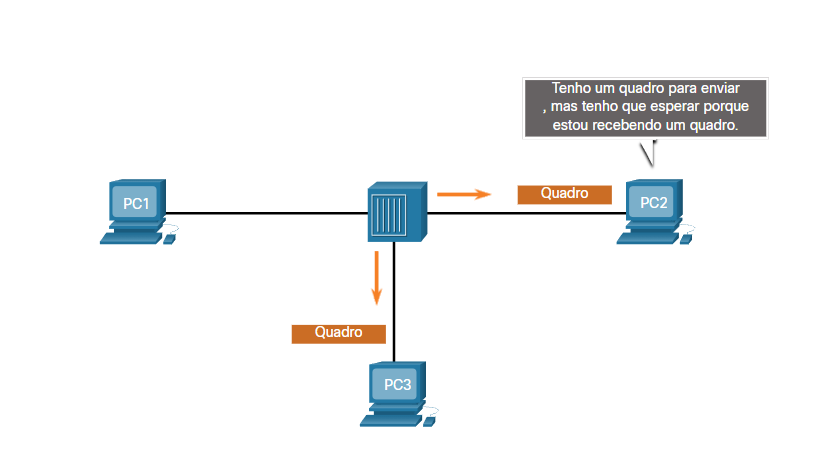 Tenho um quadro para enviar
, mas tenho que esperar porque
estou recebendo um quadro.
Quadro
PC1
PC2
Quadro
PC3